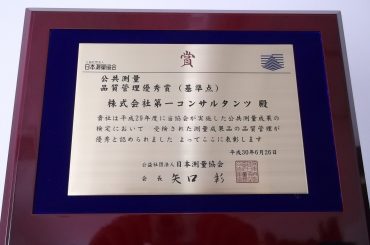 公益社団法人
日本測量協会
賞
公共測量
品質管理優秀賞（基準点）
株式会社第一コンサルタンツ 殿
貴社は平成29年度に当協会が実施した公共測量成果の
検定において 受検された測量成果品の品質管理が
優秀と認められました よってここに表彰します
平成30年6月26日
公益社団法人日本測量協会
会長 矢口 彰